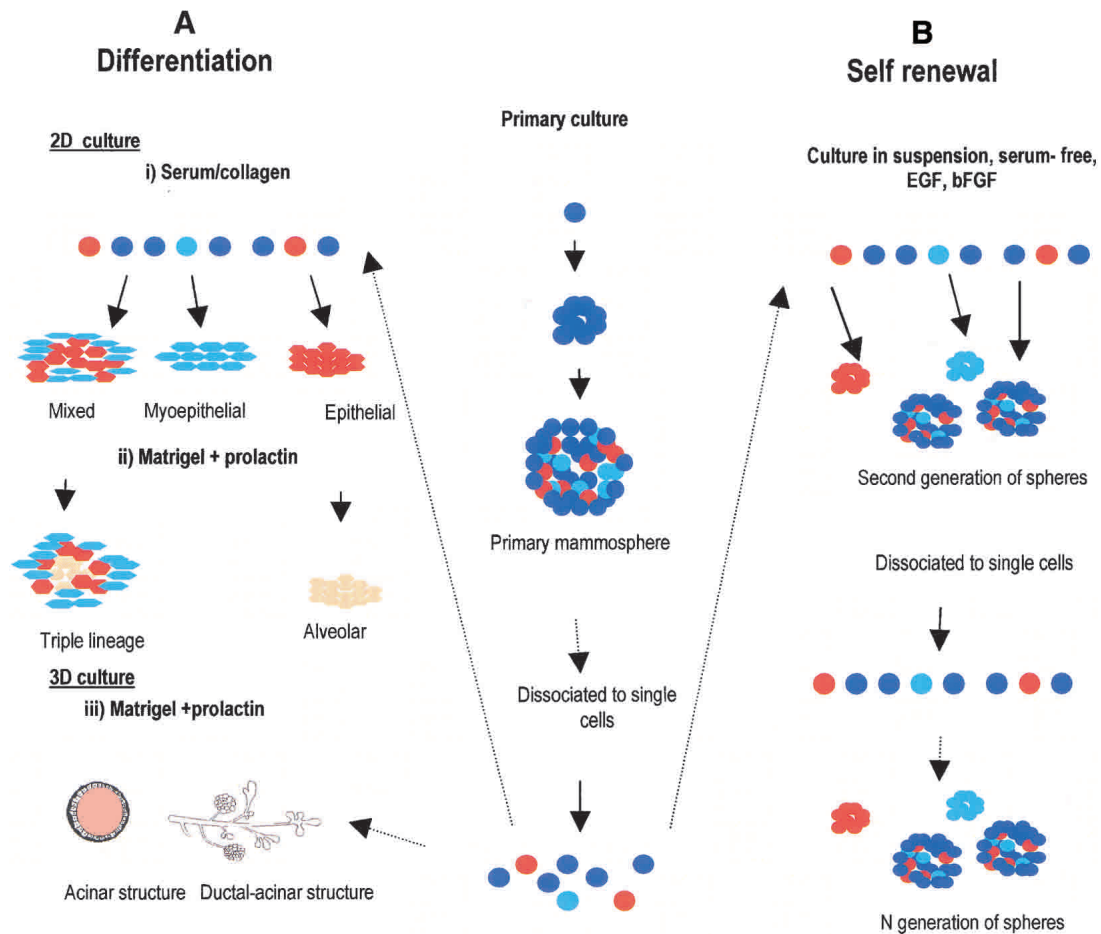 A
Differentiation
2D culture
i) Serum/collagen
Mixed
Myoepithelial
Epithelial
ii) Matrigel + prolactin
Triple lineage
Alveolar
3D culture
iii) Matrigel +prolactin
Acinar structure
Ductal-acinar structure
Primary culture
Primary mammosphere
Dissociated to single
cells
B
Self renewal
Culture in suspension, serum- free,
EGF, bFGF
Second generation of spheres
Dissociated to single cells
N generation of spheres